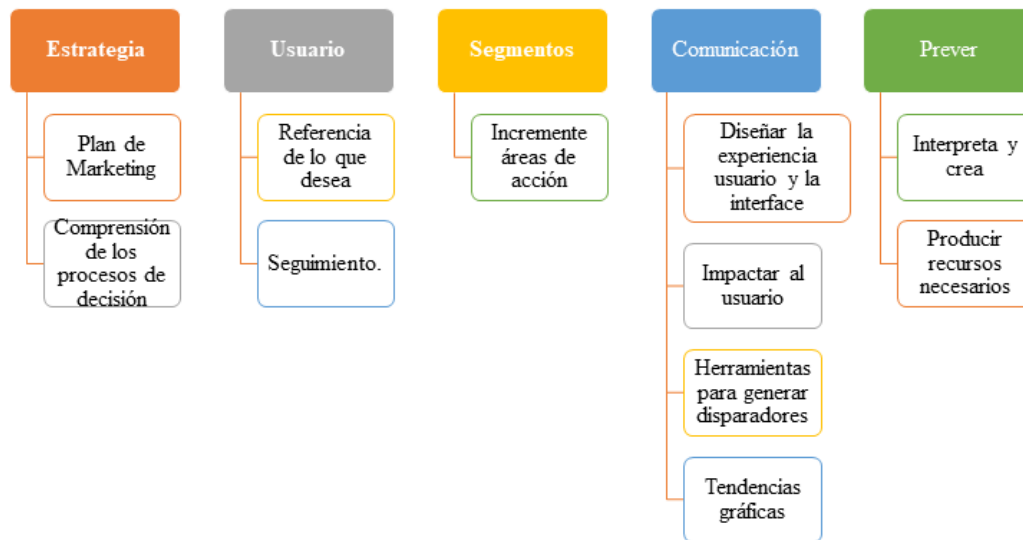 Estrategia
Plan de
Marketing
Comprensión
de los
procesos de
decisión
Usuario
Referencia
de lo que
desea
Seguimiento.
Segmentos
Incremente
áreas de
acción
Comunicación
Diseñar la
experiencia
usuario y la
interface
Impactar al
usuario
Herramientas
para generar
disparadores
Tendencias
gráficas
Prever
Interpreta y
crea
Producir
recursos
necesarios